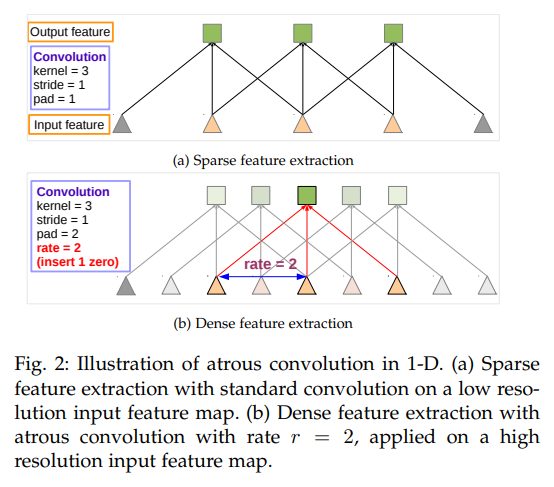 Output feature
Convolution
kernel = 3
stride = 1
pad = 1
Input feature
(a) Sparse feature extraction
Convolution
kernel = 3
stride = 1
pad = 2
rate = 2
(insert 1 zero)
rate = 2
(b) Dense feature extraction
Fig. 2: Illustration of atrous convolution in 1-D. (a) Sparse
feature extraction with standard convolution on a low reso-
lution input feature map. (b) Dense feature extraction with
atrous convolution with rate r = 2, applied on a high
resolution input feature map.